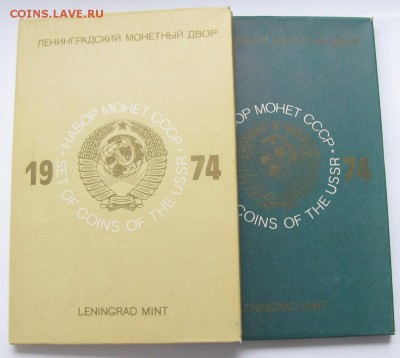 COINS.LAVE.RU
ЛЕНИНГРАДСКИЙ МОНЕТНЫЙ ДВОР
НАБОР МОНЕТ СССР
19 74
SET OF COINS OF THE USSR
LENINGRAD MINT
МОНЕТ СССР
74
COINS OF THE USSR
LENINGRAD MINT